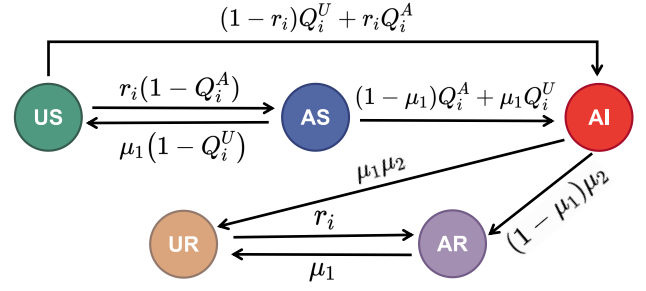 (1 - r_i)Q_i^U + r_iQ_i^A
US
r_i(1 - Q_i^A)
μ_1(1 - Q_i^U)
AS
(1 - μ_1)Q_i^A + μ_1Q_i^U
AI
μ_1μ_2
(1 - μ_1)μ_2
UR
r_i
μ_1
AR